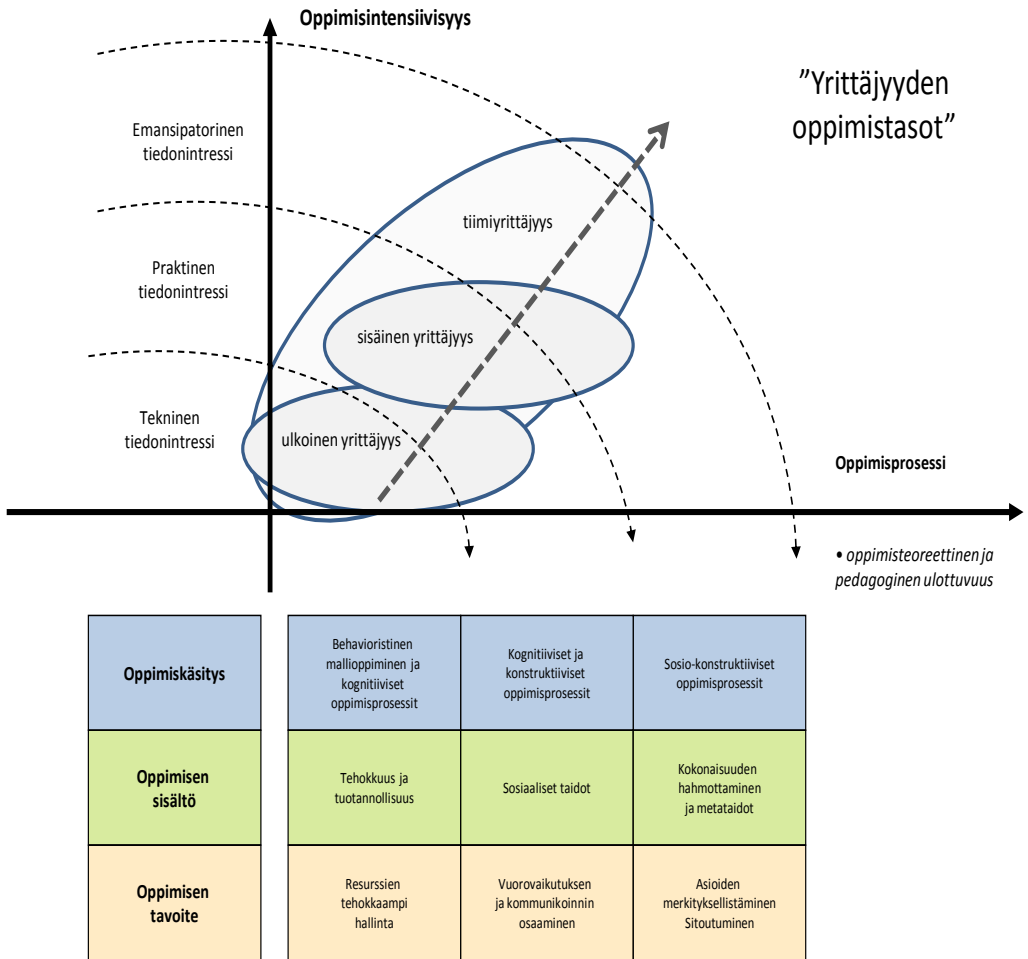 Oppimisintensiivisyys
”Yrittäjyyden
oppimistasot”
Emansipatorinen
tiedonintressi
tiimiyrittäjyys
Praktinen
tiedonintressi
sisäinen yrittäjyys
Tekninen
tiedonintressi
ulkoinen yrittäjyys
Oppimisprosessi
• oppimisteoreettinen ja
pedagoginen ulottuvuus
Oppimiskäsitys
Behavioristinen
mallioppiminen ja
kognitiiviset
oppimisprosessit
Kognitiiviset ja
konstruktiiviset
oppimisprosessit
Sosio-konstruktiiviset
oppimisprosessit
Oppimisen
sisältö
Tehokkuus ja
tuotannollisuus
Sosiaaliset taidot
Kokonaisuuden
hahmottaminen
ja metataidot
Oppimisen
tavoite
Resurssien
tehokkaampi
hallinta
Vuorovaikutuksen
ja kommunikoinnin
osaaminen
Asioiden
merkityksellistäminen
Sitoutuminen